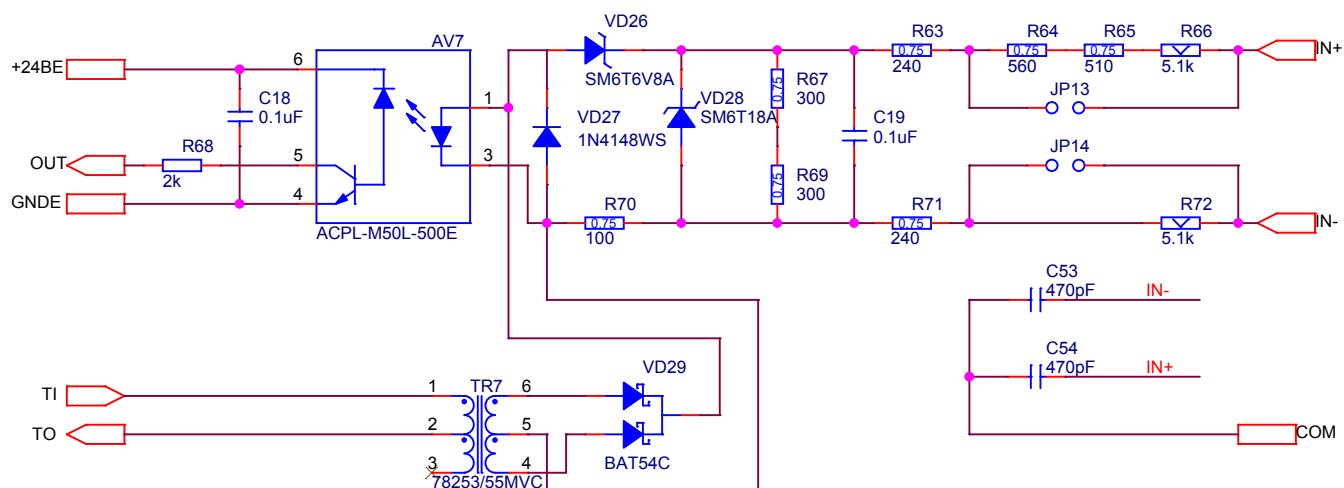 VD26
AV7
R63
R64
R65
R66
+24BE
6
0.75
0.75
0.75
IN+
240
560
510
5.1k
SM6T6V8A
R67
0.75
300
C18
0.1uF
1
JP13
VD28
SM6T18A
C19
0.1uF
VD27
1N4148WS
OUT
R68
2k
5
3
JP14
R69
0.75
300
GNDE
4
R70
0.75
100
R71
0.75
240
R72
5.1k
IN-
ACPL-M50L-500E
C53
470pF
IN-
C54
470pF
IN+
VD29
TI
1
TR7
6
TO
2
5
COM
3
4
BAT54C
78253/55MVC